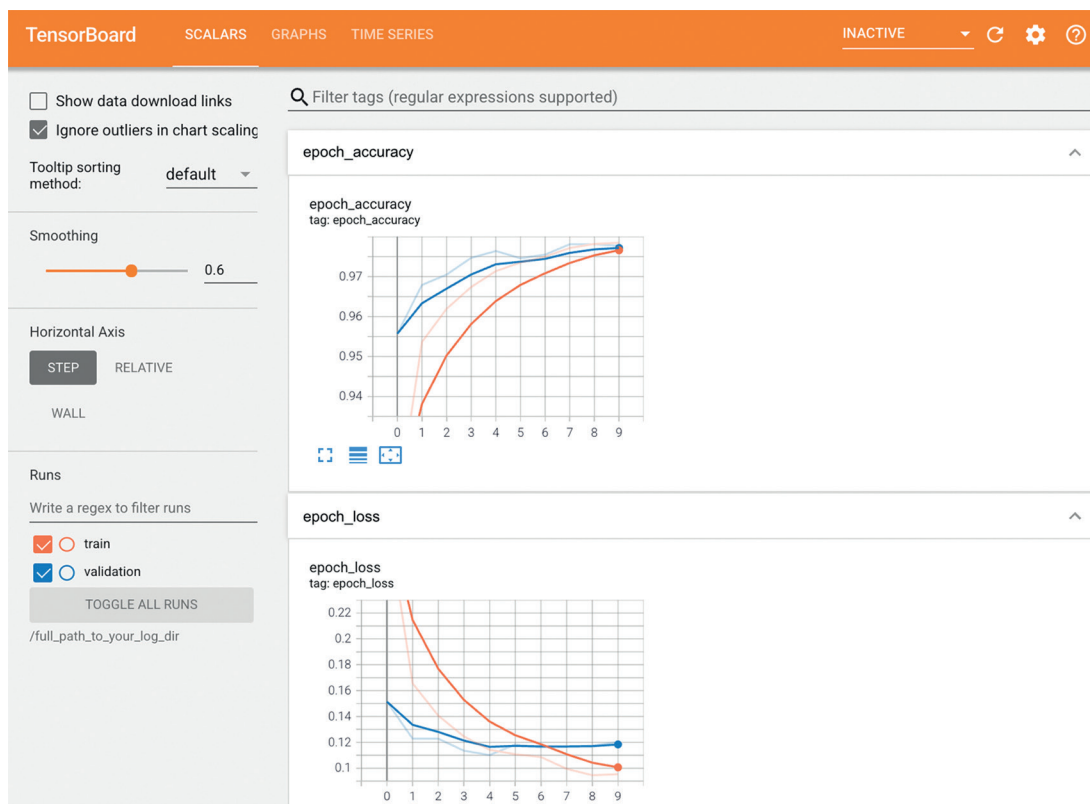 TensorBoard
SCALARS
GRAPHS
TIME SERIES
INACTIVE
Show data download links
Ignore outliers in chart scaling
Tooltip sorting
method:
default
Smoothing
0.6
Horizontal Axis
STEP
RELATIVE
WALL
Runs
Write a regex to filter runs
train
validation
TOGGLE ALL RUNS
/full_path_to_your_log_dir
Filter tags (regular expressions supported)
epoch_accuracy
epoch_accuracy
tag: epoch_accuracy
0.97
0.96
0.95
0.94
0 1 2 3 4 5 6 7 8 9
epoch_loss
epoch_loss
tag: epoch_loss
0.22
0.2
0.18
0.16
0.14
0.12
0.1
0 1 2 3 4 5 6 7 8 9